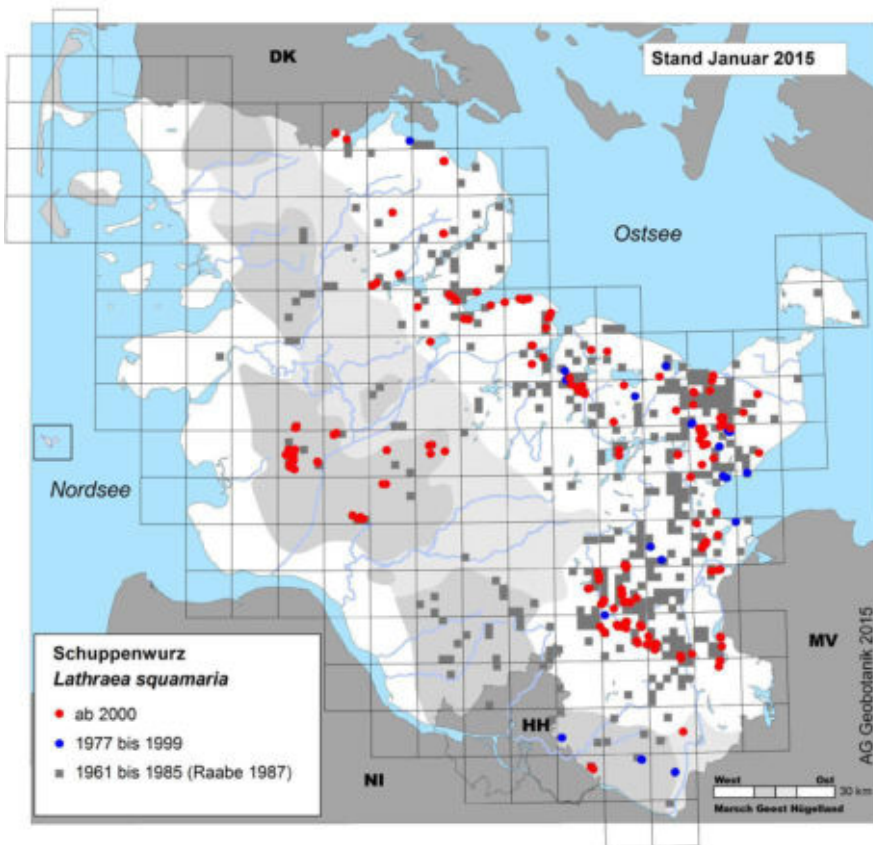 DK
Stand Januar 2015
Ostsee
Nordsee
MV
AG Geobotanik 2015
Schuppenwurz
Lathraea squamaria
ab 2000
1977 bis 1999
1961 bis 1985 (Raabe 1987)
HH
NI
West Ost
30 km
Marsch Geest Hügelland